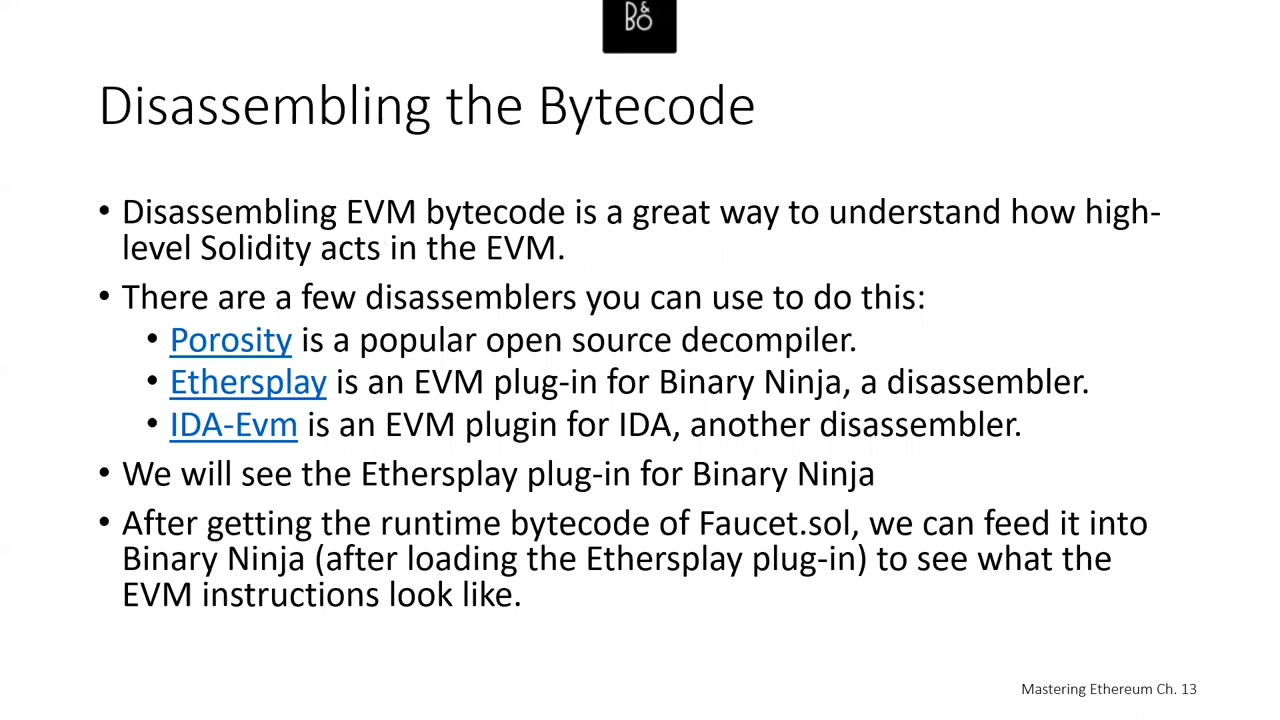 D&
BO
Disassembling the Bytecode
• Disassembling EVM bytecode is a great way to understand how high-
level Solidity acts in the EVM.
• There are a few disassemblers you can use to do this:
• Porosity is a popular open source decompiler.
• Ethersplay is an EVM plug-in for Binary Ninja, a disassembler.
• IDA-Evm is an EVM plugin for IDA, another disassembler.
• We will see the Ethersplay plug-in for Binary Ninja
• After getting the runtime bytecode of Faucet.sol, we can feed it into
Binary Ninja (after loading the Ethersplay plug-in) to see what the
EVM instructions look like.
Mastering Ethereum Ch. 13